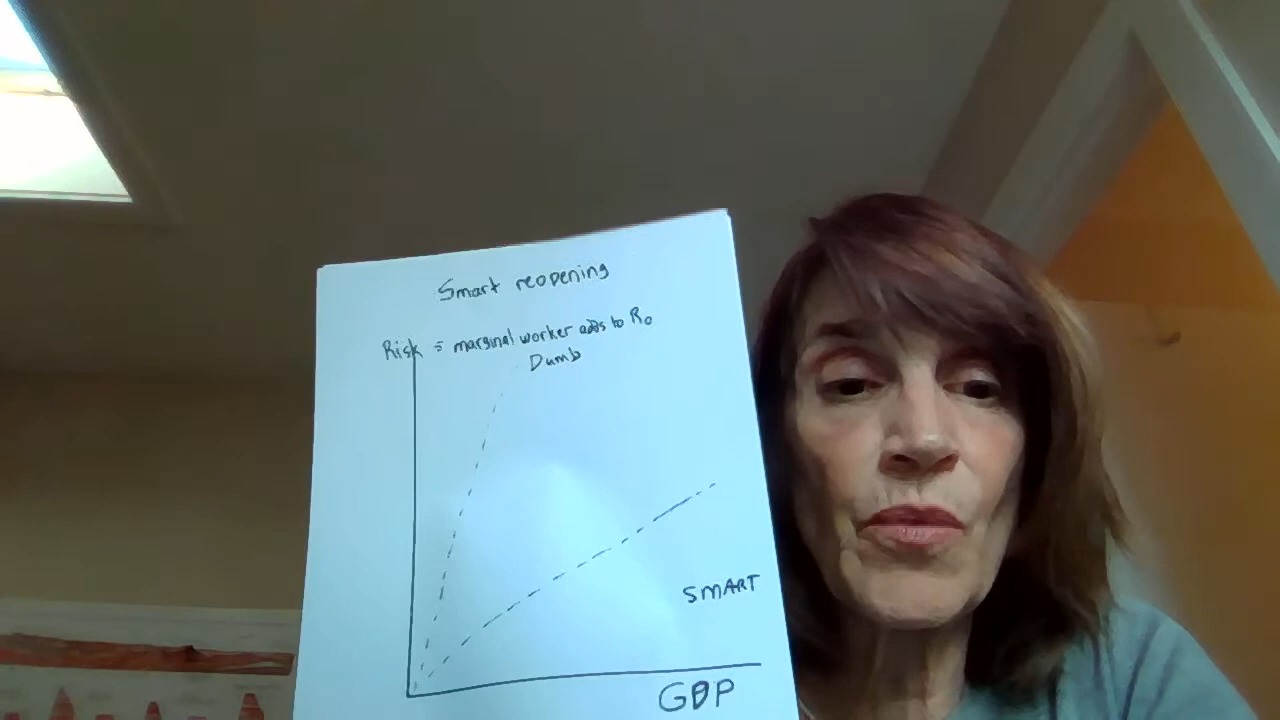 Smart reopening
Risk = marginal worker adds to R₀
Dumb
SMART
GDP